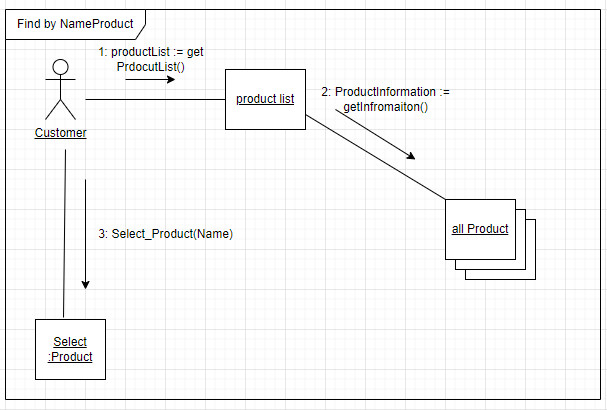 Find by NameProduct
1: productList := get
PrdocutList()
Customer
product list
2: ProductInformation :=
getInfromaiton()
all Product
3: Select_Product(Name)
Select
:Product